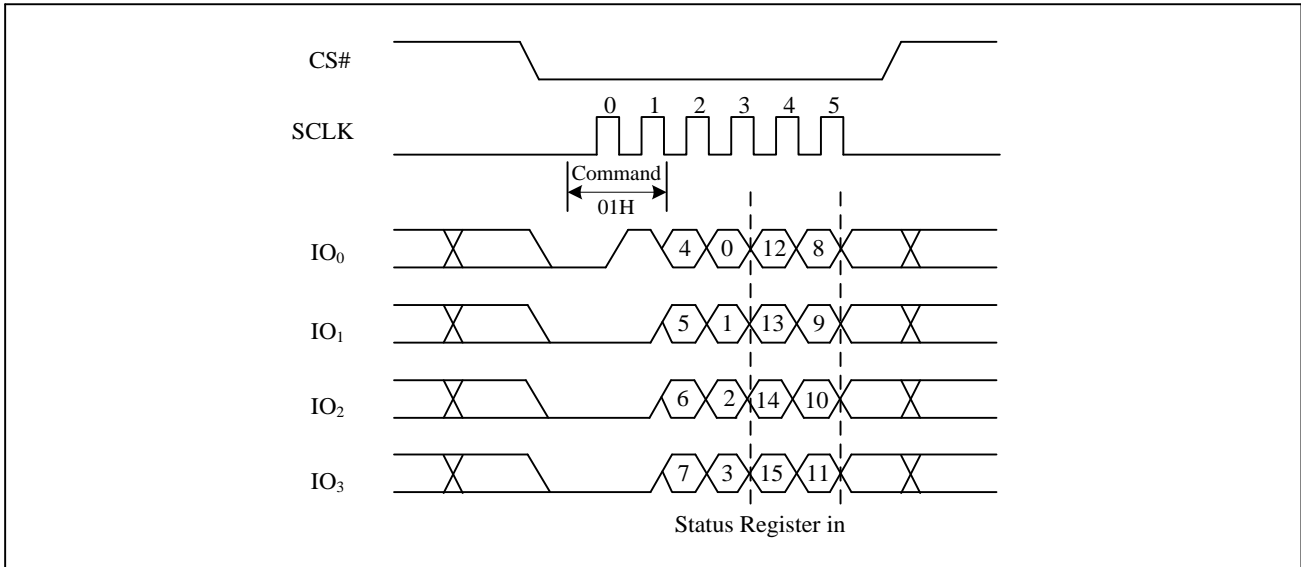 CS#
0 1 2 3 4 5
SCLK
Command
01H
IO0 4 0 12 8
IO1 5 1 13 9
IO2 6 2 14 10
IO3 7 3 15 11
Status Register in